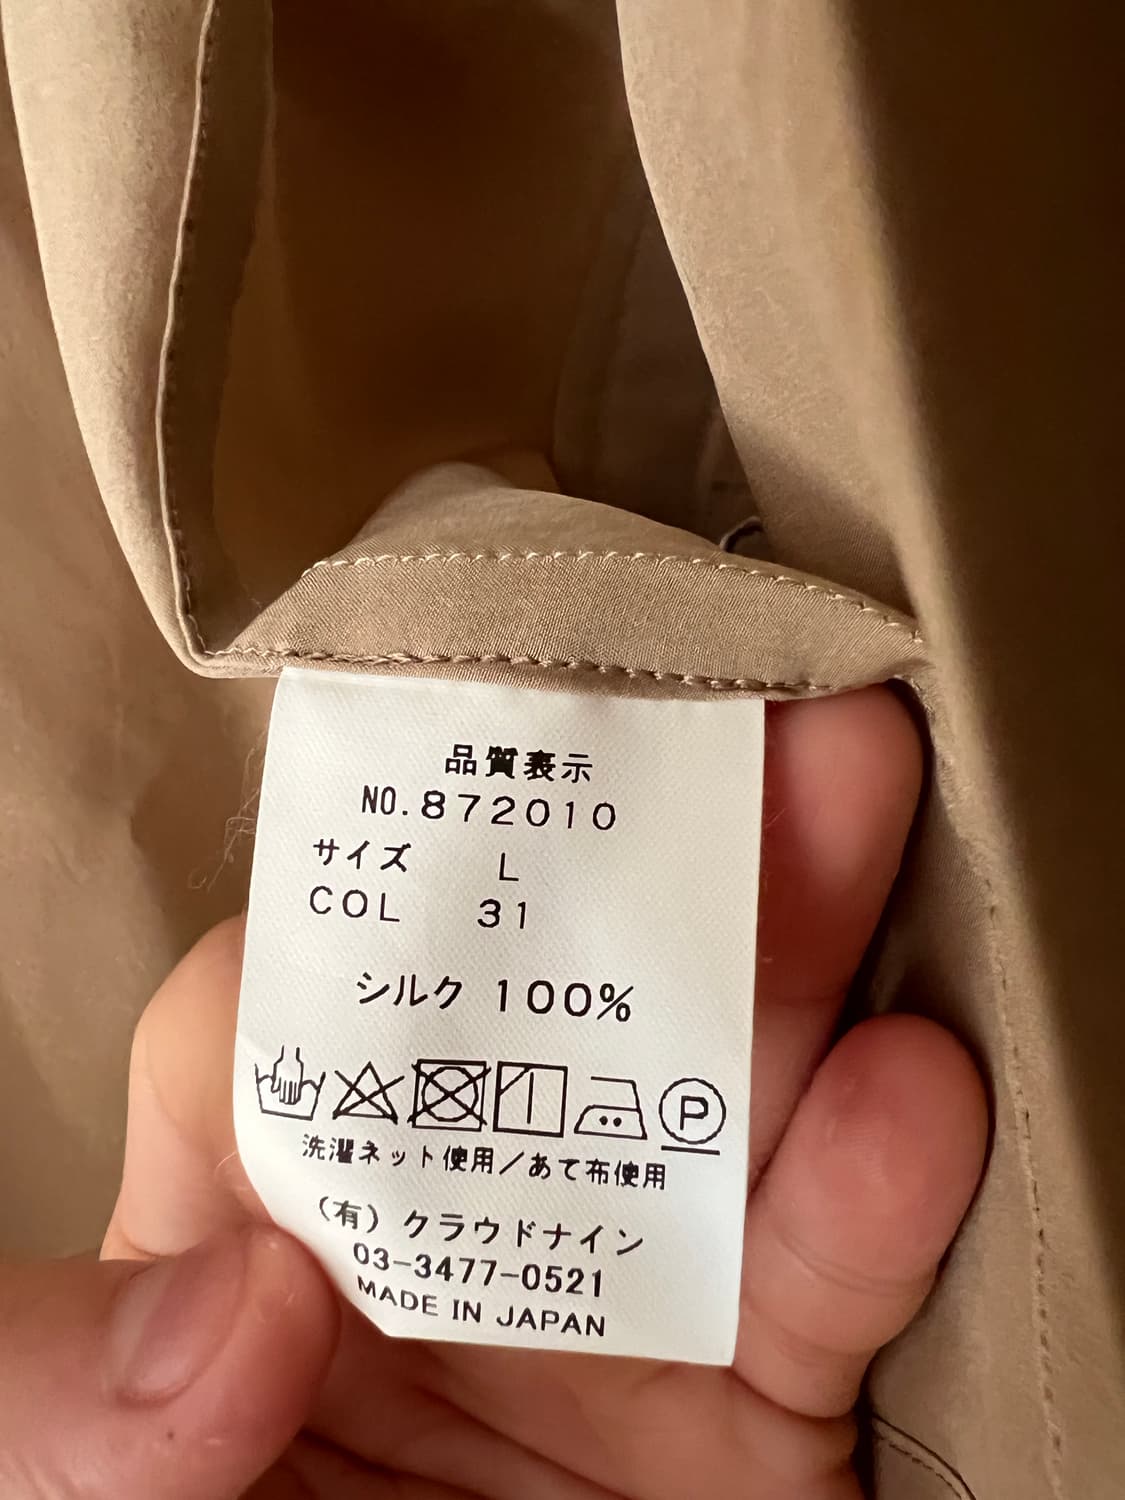 品質表示
NO.872010
サイズ L
COL 31
シルク 100%
P
洗濯ネット使用/あて布使用
(有)クラウドナイン
03-3477-0521
MADE IN JAPAN